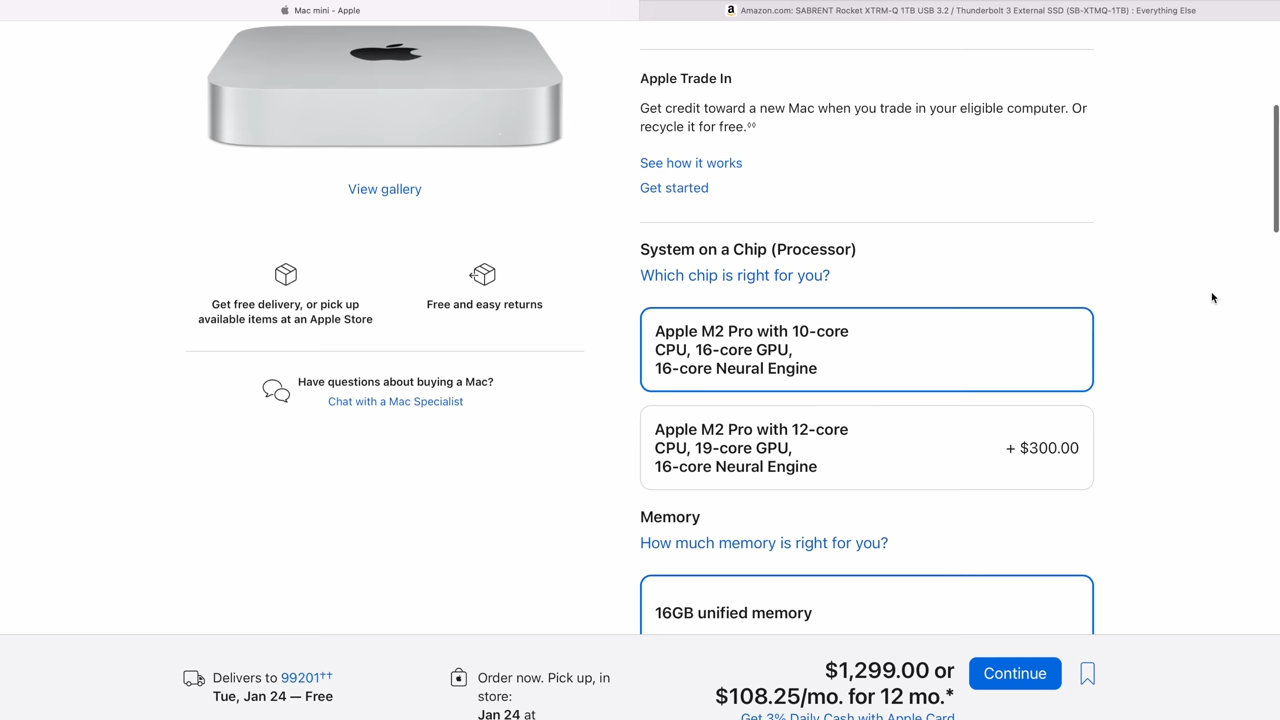 Mac mini - Apple
a Amazon.com: SABRENT Rocket XTRM-Q 1TB USB 3.2 / Thunderbolt 3 External SSD (SB-XTMQ-1TB) : Everything Else
View gallery
Get free delivery, or pick up
available items at an Apple Store
Free and easy returns
Have questions about buying a Mac?
Chat with a Mac Specialist
Apple Trade In
Get credit toward a new Mac when you trade in your eligible computer. Or
recycle it for free.◊◊
See how it works
Get started
System on a Chip (Processor)
Which chip is right for you?
Apple M2 Pro with 10-core
CPU, 16-core GPU,
16-core Neural Engine
Apple M2 Pro with 12-core
CPU, 19-core GPU,
16-core Neural Engine
+ $300.00
Memory
How much memory is right for you?
16GB unified memory
Delivers to 99201††
Tue, Jan 24 — Free
Order now. Pick up, in
store:
Jan 24 at
$1,299.00 or
$108.25/mo. for 12 mo.*
Get 3% Daily Cash with Apple Card
Continue